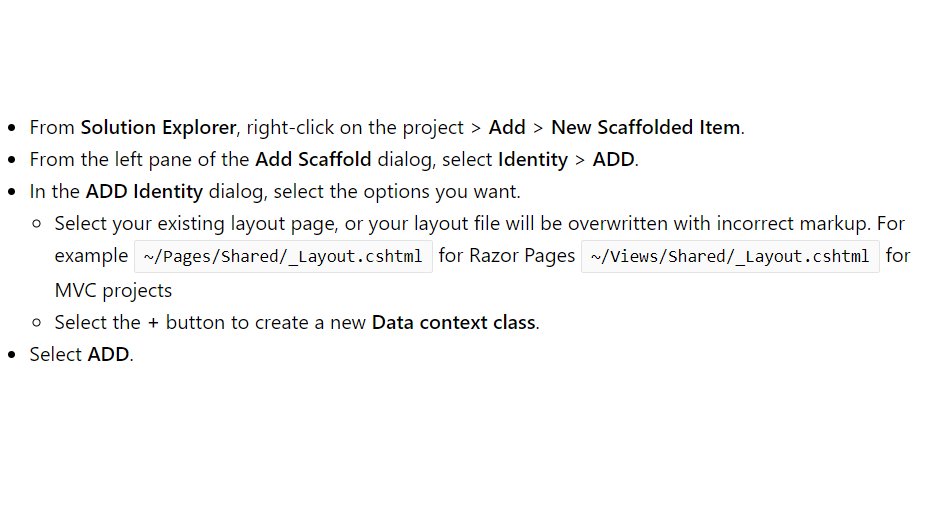 • From Solution Explorer, right-click on the project > Add > New Scaffolded Item.
• From the left pane of the Add Scaffold dialog, select Identity > ADD.
• In the ADD Identity dialog, select the options you want.
○ Select your existing layout page, or your layout file will be overwritten with incorrect markup. For
example ~/Pages/Shared/_Layout.cshtml for Razor Pages ~/Views/Shared/_Layout.cshtml for
MVC projects
○ Select the + button to create a new Data context class.
• Select ADD.